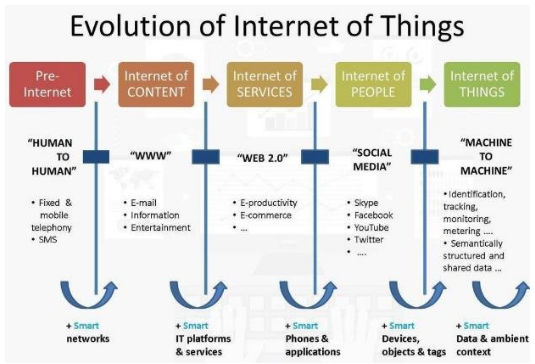 Evolution of Internet of Things
Pre-
Internet
Internet of
CONTENT
Internet of
SERVICES
Internet of
PEOPLE
Internet of
THINGS
“HUMAN
TO
HUMAN”
• Fixed &
mobile
telephony
• SMS
“WWW”
• E-mail
• Information
• Entertainment
“WEB 2.0”
• E-productivity
• E-commerce
• ...
“SOCIAL
MEDIA”
• Skype
• Facebook
• YouTube
• Twitter
• ....
“MACHINE
TO
MACHINE”
• Identification,
tracking,
monitoring,
metering ....
• Semantically
structured and
shared data ...
+ Smart
networks
+ Smart
IT platforms
& services
+ Smart
Phones &
applications
+ Smart
Devices,
objects & tags
+ Smart
Data & ambient
context